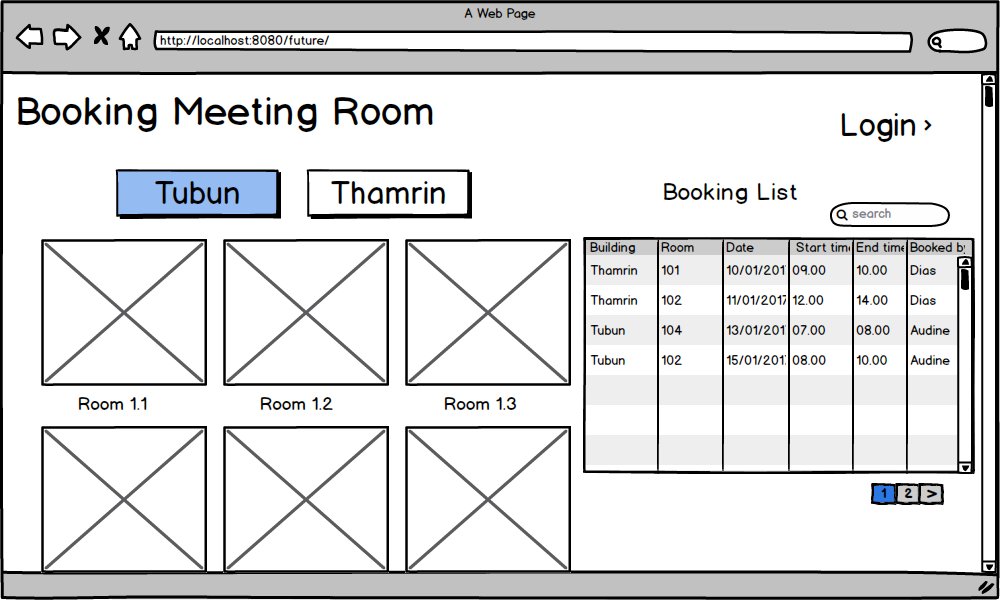 A Web Page
http://localhost:8080/future/
Booking Meeting Room
Login >
Tubun Thamrin
Booking List
search
Building Room Date Start time End time Booked by
Thamrin 101 10/01/201 09.00 10.00 Dias
Thamrin 102 11/01/2017 12.00 14.00 Dias
Tubun 104 13/01/201 07.00 08.00 Audine
Tubun 102 15/01/201 08.00 10.00 Audine
Room 1.1 Room 1.2 Room 1.3
1 2 >